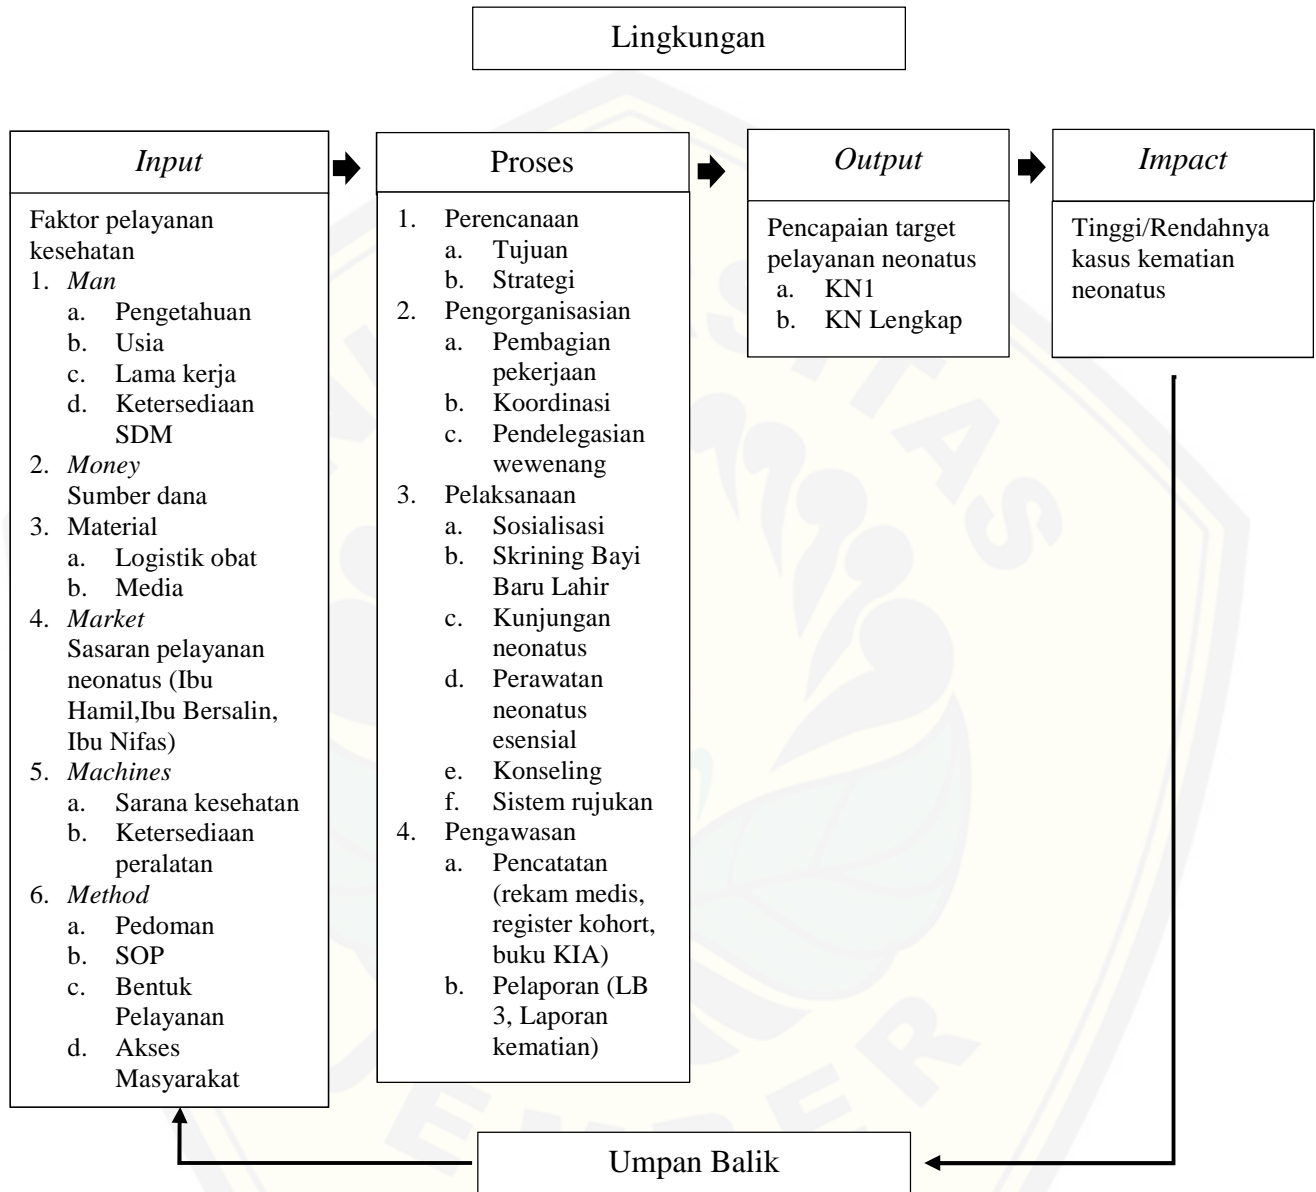 Lingkungan
Input
Faktor pelayanan
kesehatan
1. Man
a. Pengetahuan
b. Usia
c. Lama kerja
d. Ketersediaan
SDM
2. Money
Sumber dana
3. Material
a. Logistik obat
b. Media
4. Market
Sasaran pelayanan
neonatus (Ibu
Hamil,Ibu Bersalin,
Ibu Nifas)
5. Machines
a. Sarana kesehatan
b. Ketersediaan
peralatan
6. Method
a. Pedoman
b. SOP
c. Bentuk
Pelayanan
d. Akses
Masyarakat
Proses
1. Perencanaan
a. Tujuan
b. Strategi
2. Pengorganisasian
a. Pembagian
pekerjaan
b. Koordinasi
c. Pendelegasian
wewenang
3. Pelaksanaan
a. Sosialisasi
b. Skrining Bayi
Baru Lahir
c. Kunjungan
neonatus
d. Perawatan
neonatus
esensial
e. Konseling
f. Sistem rujukan
4. Pengawasan
a. Pencatatan
(rekam medis,
register kohort,
buku KIA)
b. Pelaporan (LB
3, Laporan
kematian)
Output
Pencapaian target
pelayanan neonatus
a. KN1
b. KN Lengkap
Impact
Tinggi/Rendahnya
kasus kematian
neonatus
Umpan Balik